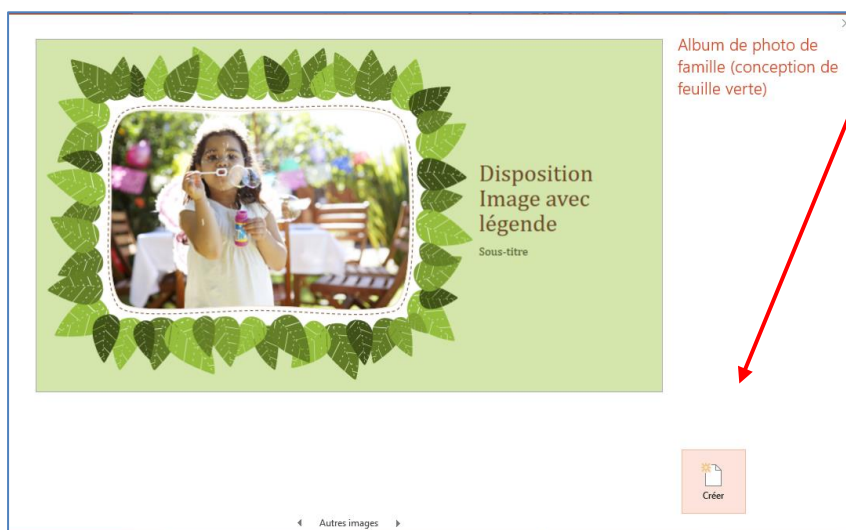 Album de photo de
famille (conception de
feuille verte)
Disposition
Image avec
légende
Sous-titre
Créer
Autres images